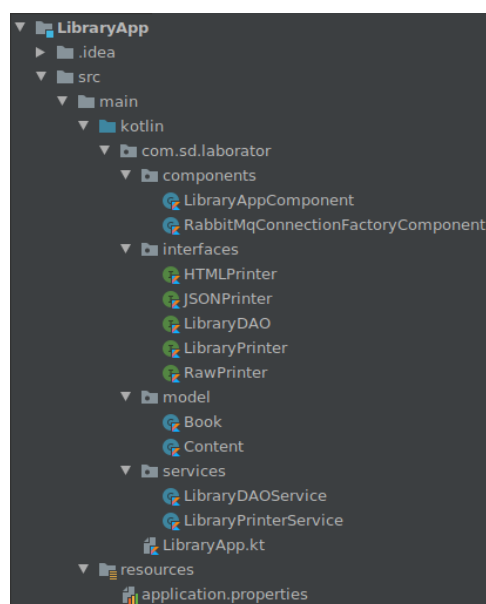 LibraryApp
.idea
src
main
kotlin
com.sd.laborator
components
LibraryAppComponent
RabbitMqConnectionFactoryComponent
interfaces
HTMLPrinter
JSONPrinter
LibraryDAO
LibraryPrinter
RawPrinter
model
Book
Content
services
LibraryDAOService
LibraryPrinterService
LibraryApp.kt
resources
application.properties